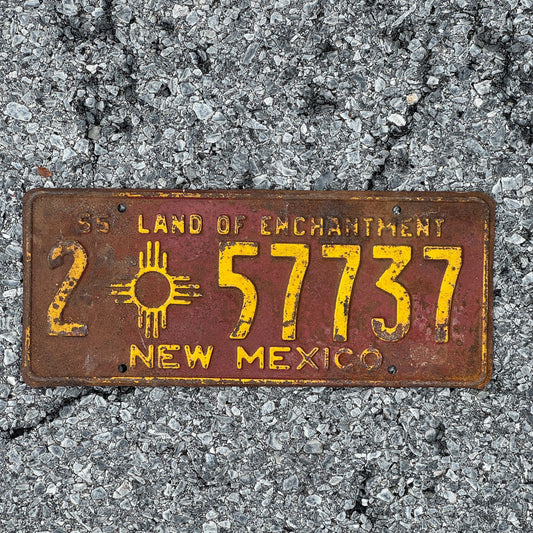 55 LAND OF ENCHANTMENT
2 57737
NEW MEXICO